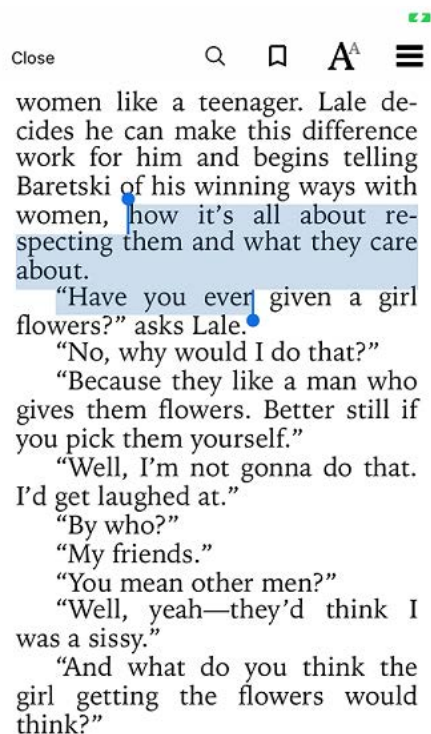 Close AA
women like a teenager. Lale de-
cides he can make this difference
work for him and begins telling
Baretski of his winning ways with
women, how it’s all about re-
specting them and what they care
about.
“Have you ever given a girl
flowers?” asks Lale.
“No, why would I do that?”
“Because they like a man who
gives them flowers. Better still if
you pick them yourself.”
“Well, I’m not gonna do that.
I’d get laughed at.”
“By who?”
“My friends.”
“You mean other men?”
“Well, yeah—they’d think I
was a sissy.”
“And what do you think the
girl getting the flowers would
think?”